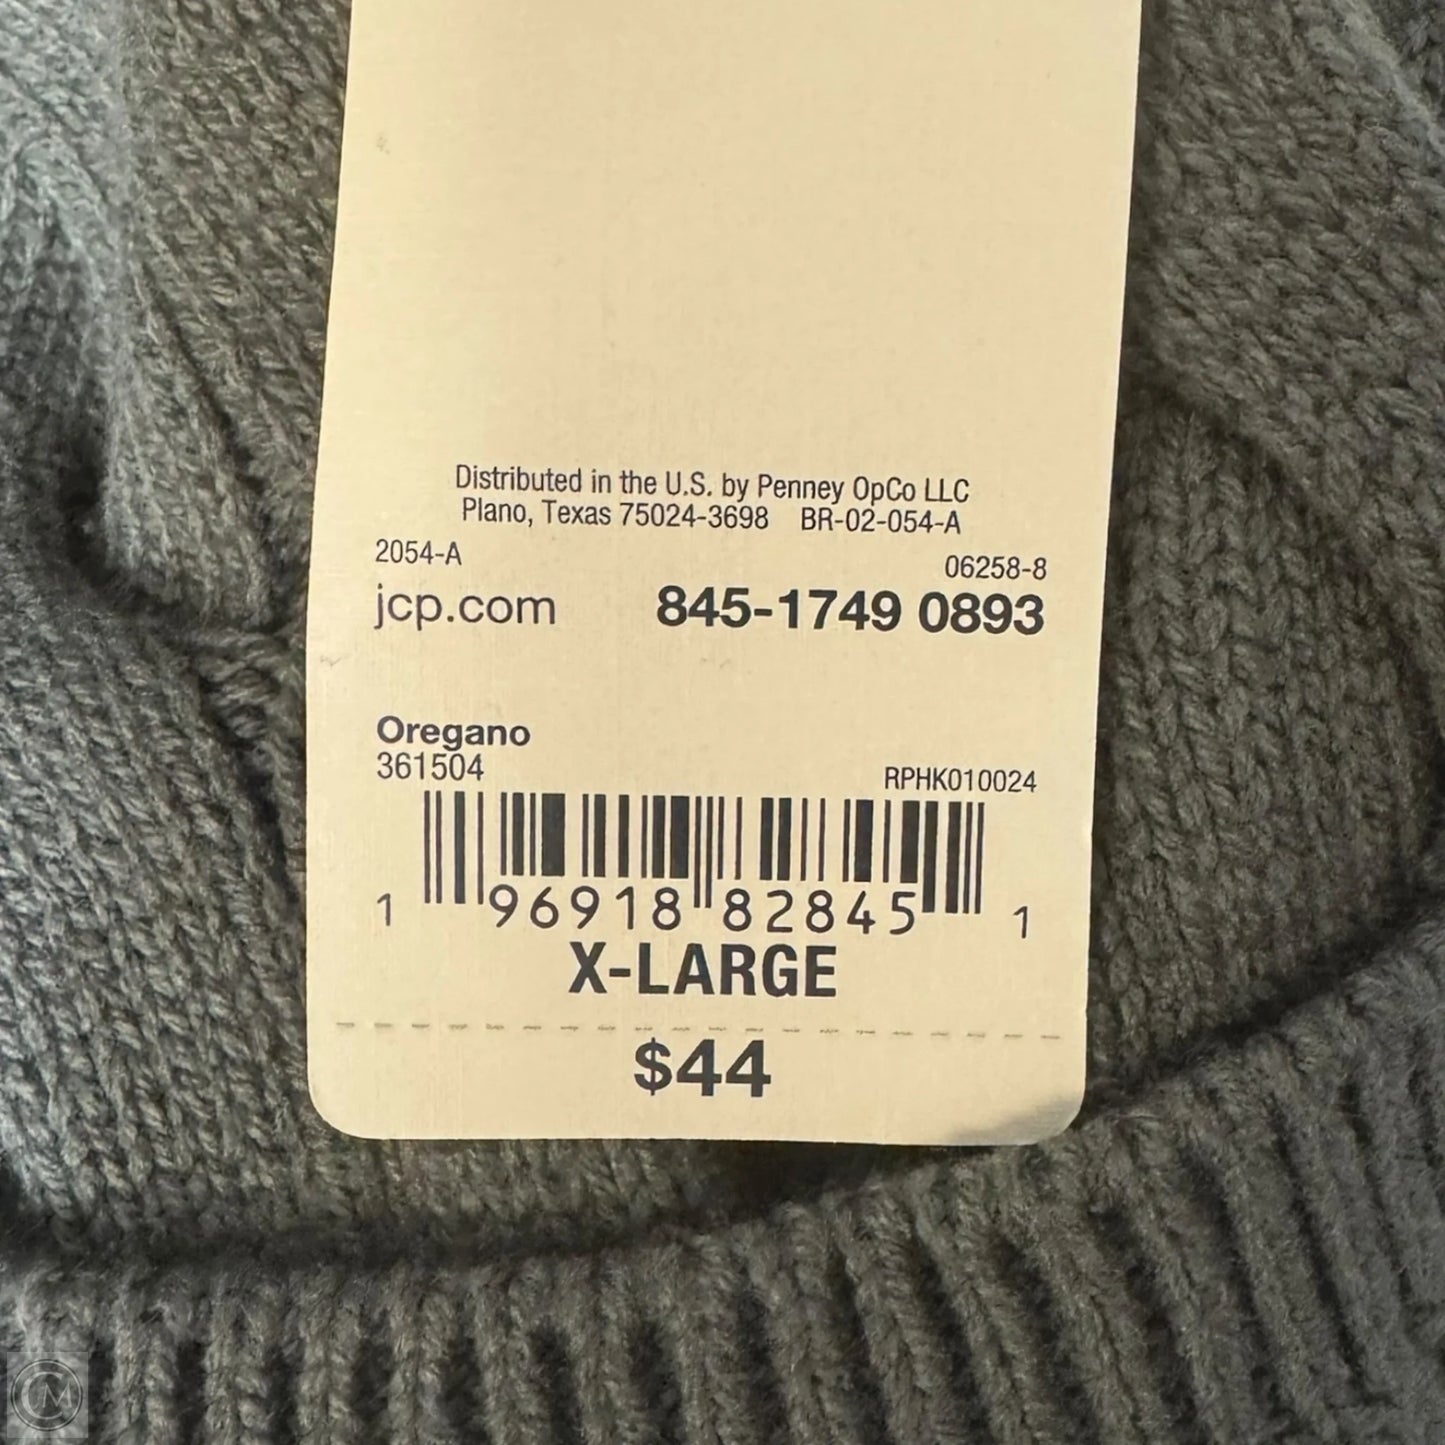 Distributed in the U.S. by Penney OpCo LLC
Plano, Texas 75024-3698 BR-02-054-A
2054-A 06258-8
jcp.com 845-1749 0893
Oregano
361504 RPHK010024
1 96918 82845 1
X-LARGE
$44
CM